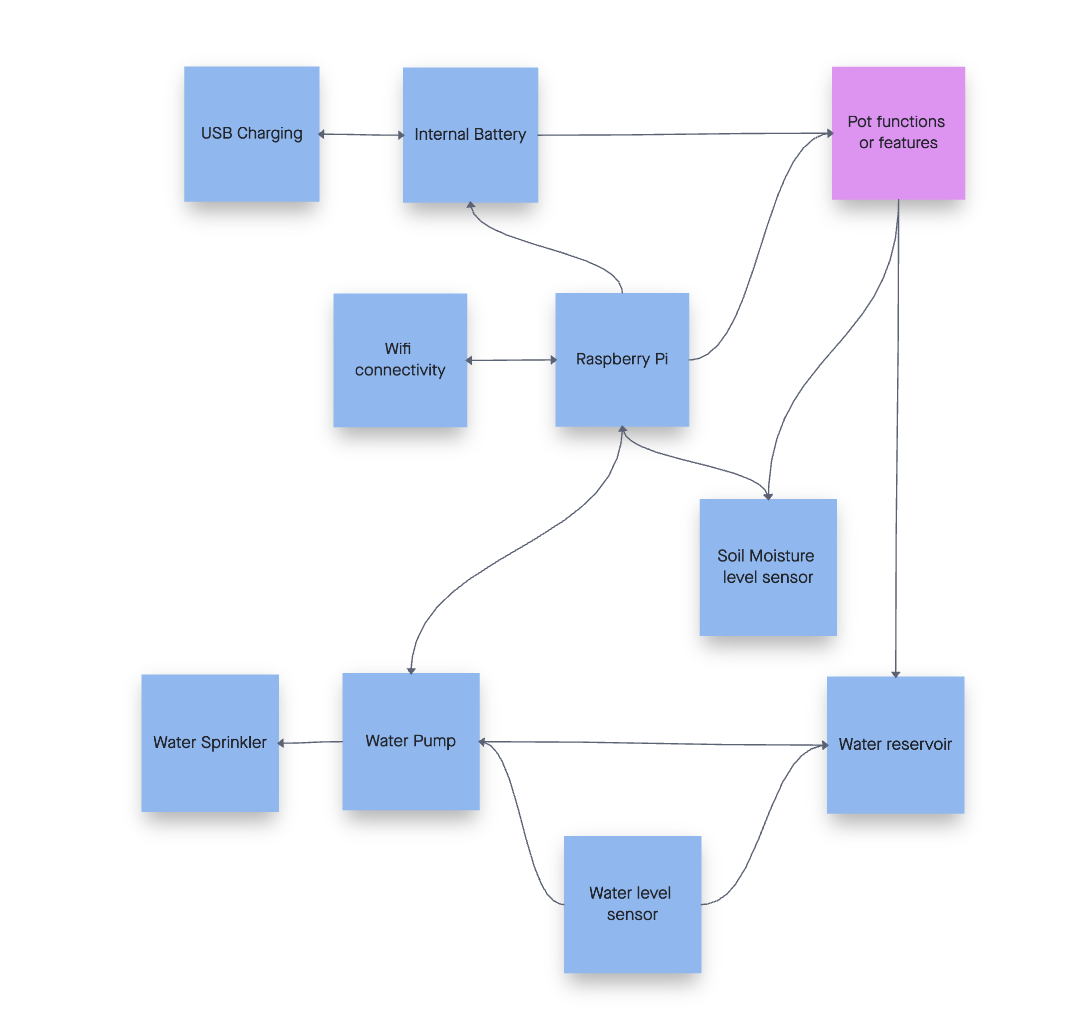 USB Charging
Internal Battery
Pot functions
or features
Wifi
connectivity
Raspberry Pi
Soil Moisture
level sensor
Water Sprinkler
Water Pump
Water reservoir
Water level
sensor